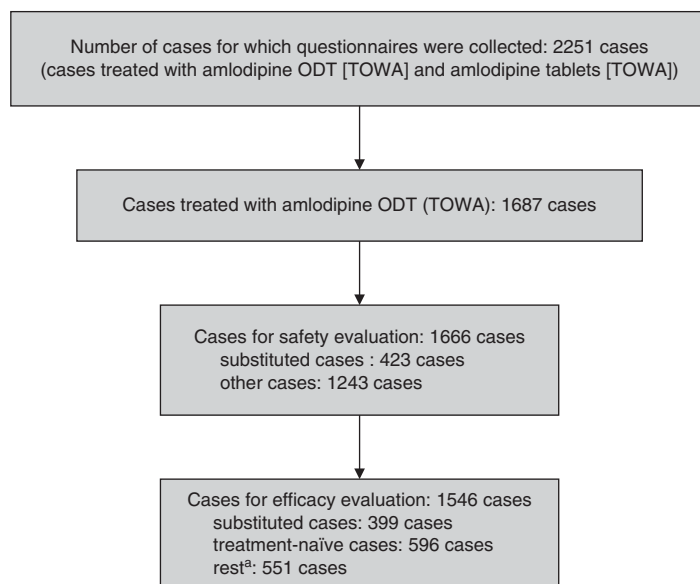 Number of cases for which questionnaires were collected: 2251 cases
(cases treated with amlodipine ODT [TOWA] and amlodipine tablets [TOWA])
Cases treated with amlodipine ODT (TOWA): 1687 cases
Cases for safety evaluation: 1666 cases
substituted cases : 423 cases
other cases: 1243 cases
Cases for efficacy evaluation: 1546 cases
substituted cases: 399 cases
treatment-naïve cases: 596 cases
restᵃ: 551 cases